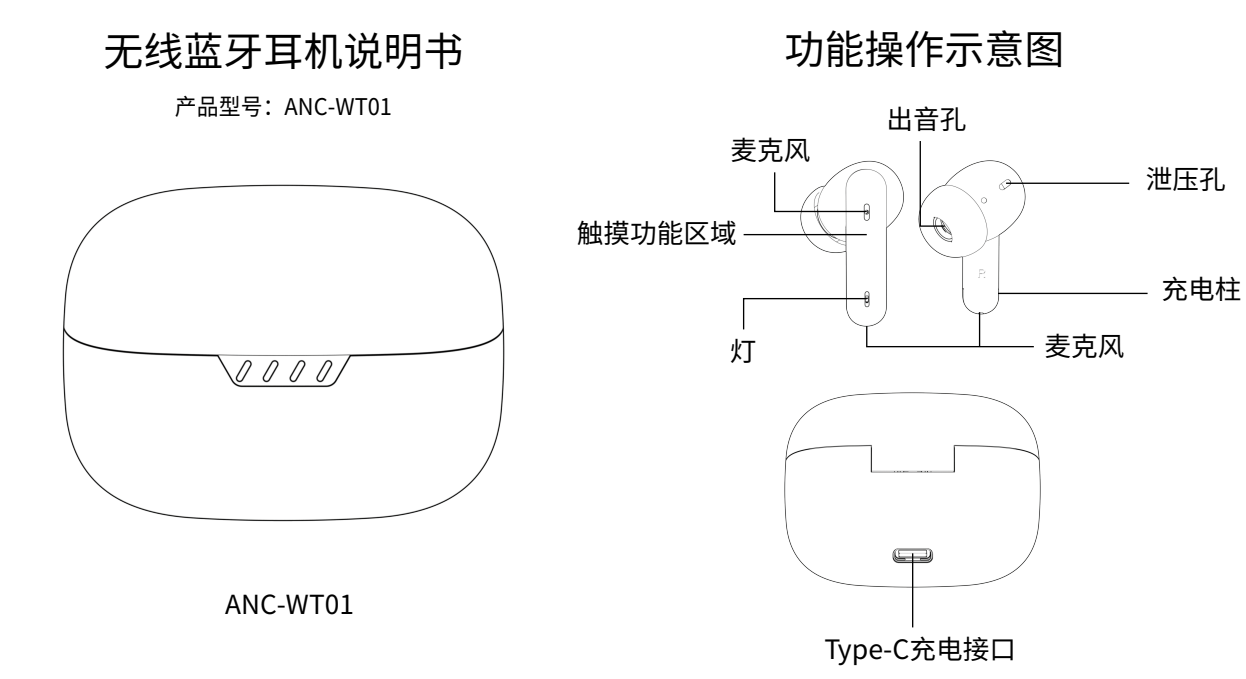 无线蓝牙耳机说明书
产品型号：ANC-WT01
ANC-WT01
功能操作示意图
出音孔
麦克风
泄压孔
触摸功能区域
R
充电柱
灯
麦克风
Type-C充电接口